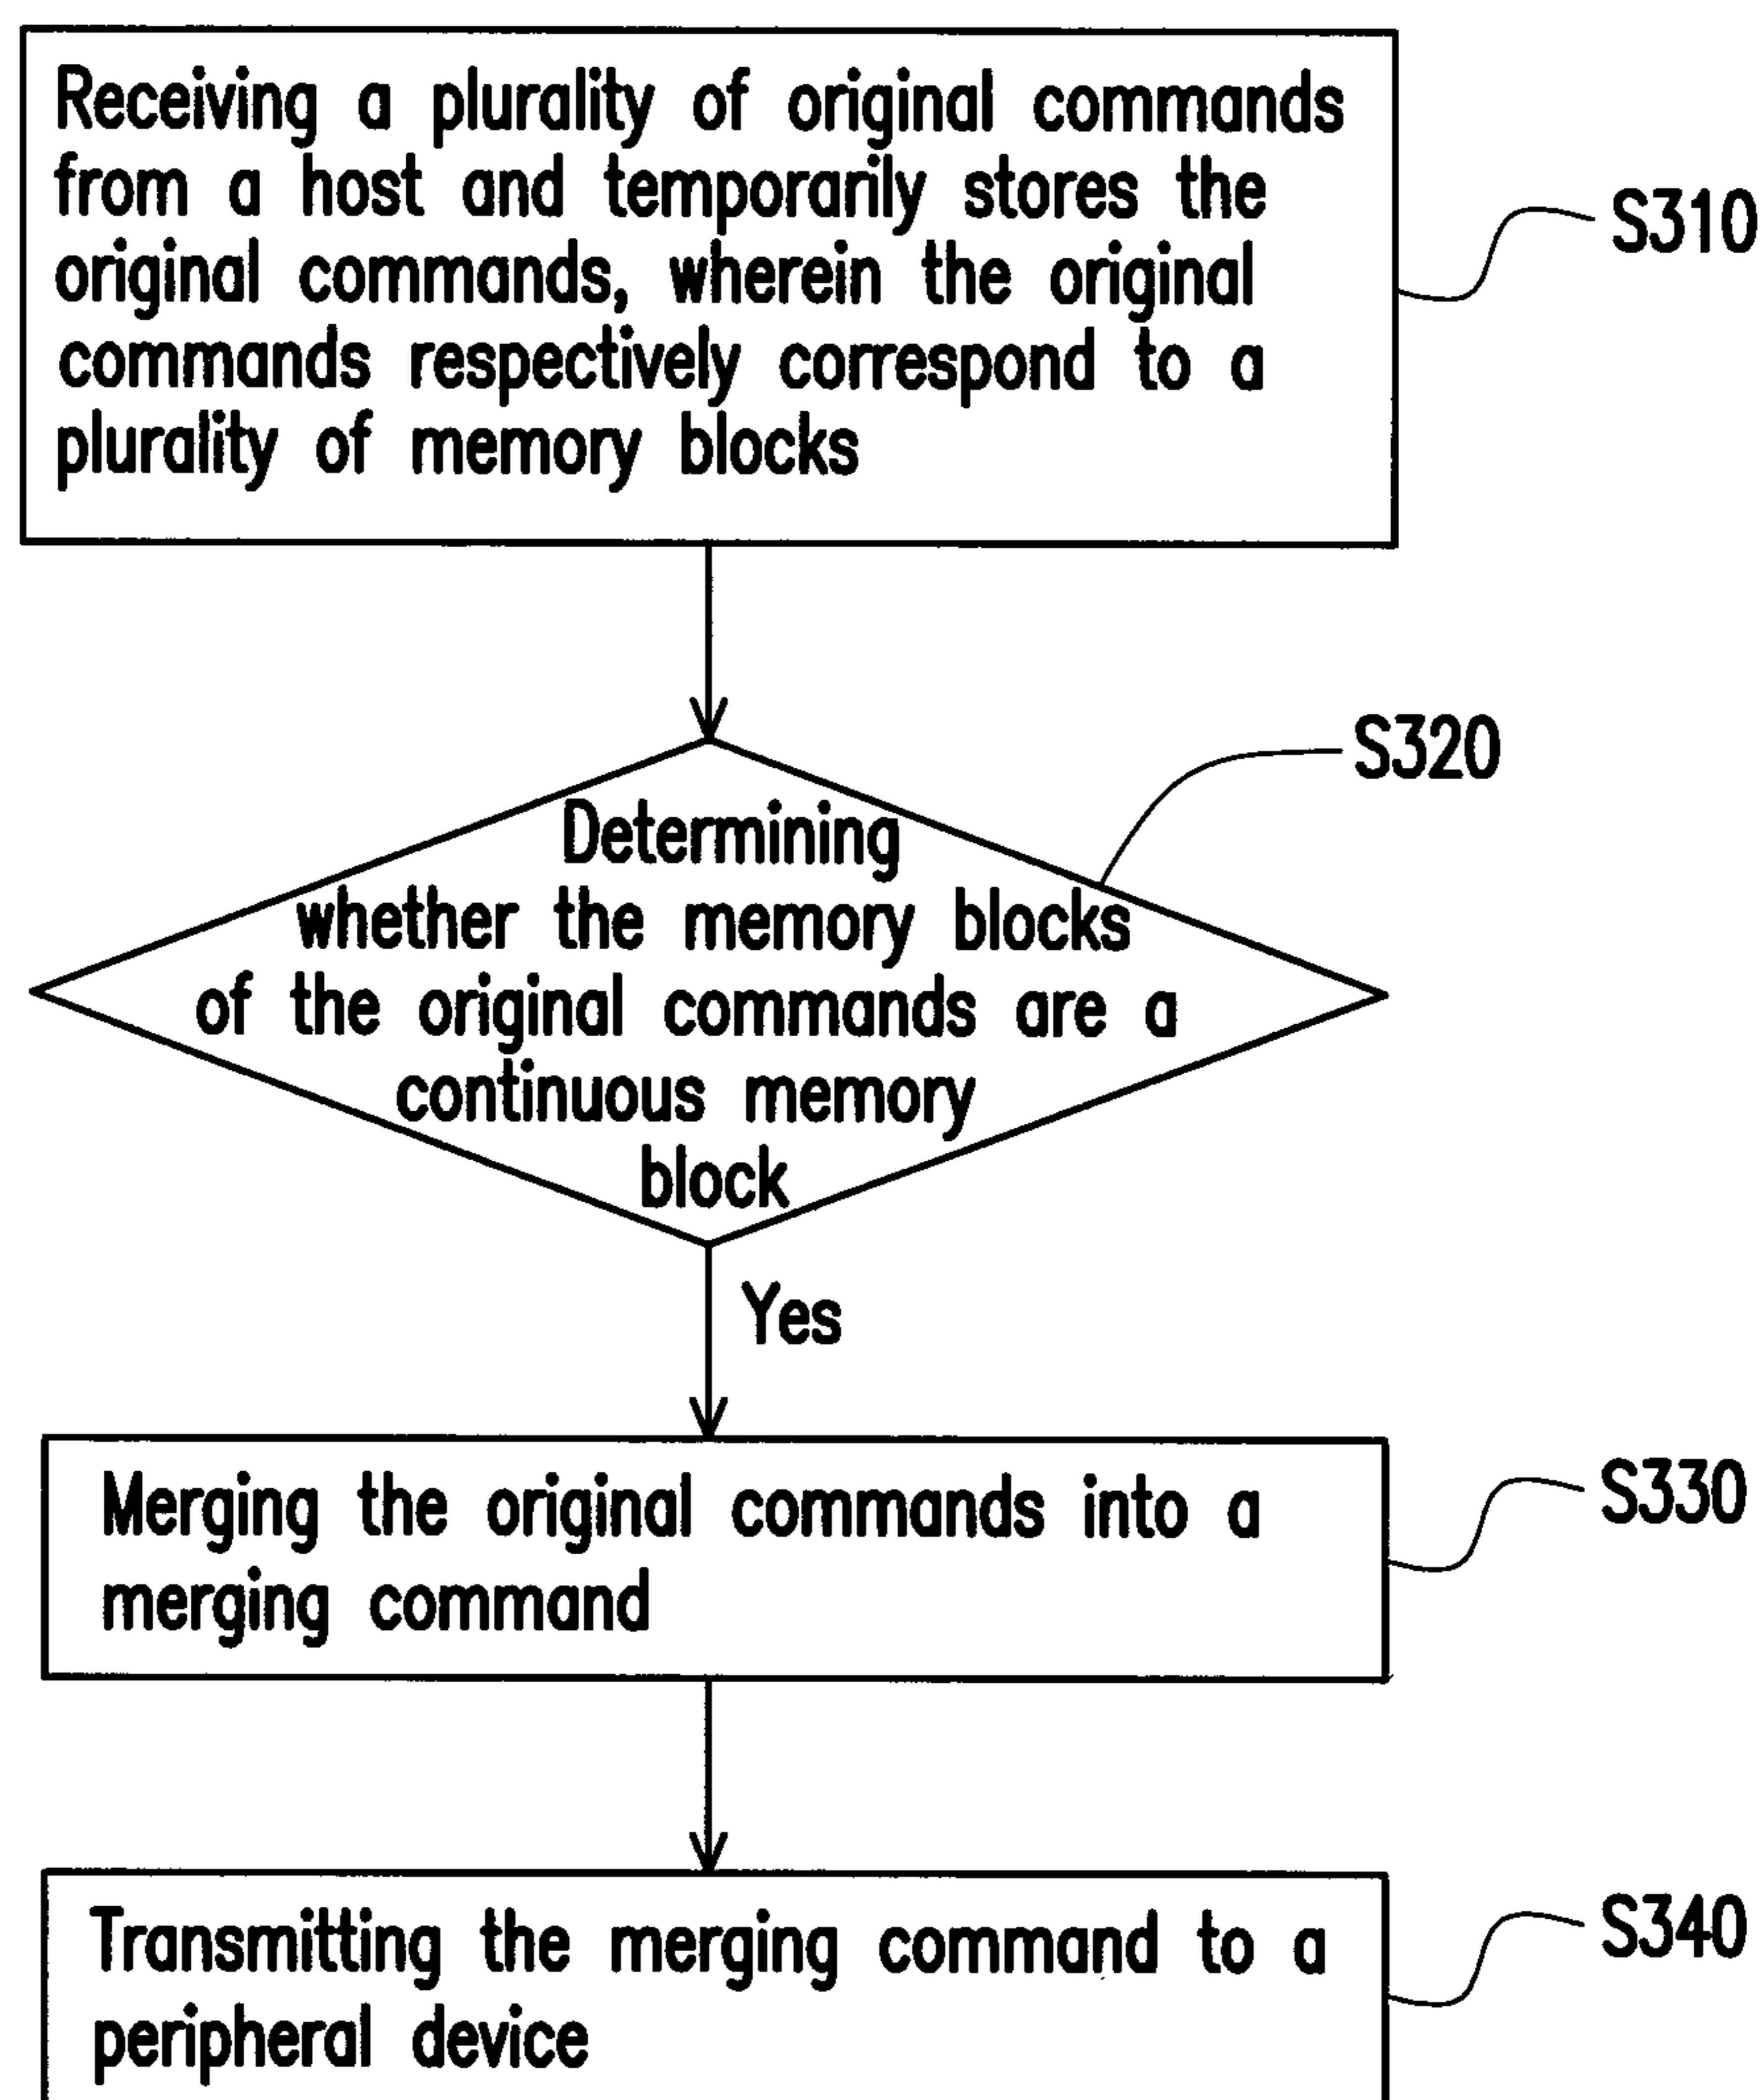 Receiving a plurality of original commands
from a host and temporarily stores the
original commands, wherein the original
commands respectively correspond to a
plurality of memory blocks
S310
S320
Determining
whether the memory blocks
of the original commands are a
continuous memory
block
Yes
Merging the original commands into a
merging command
S330
Transmitting the merging command to a
peripheral device
S340